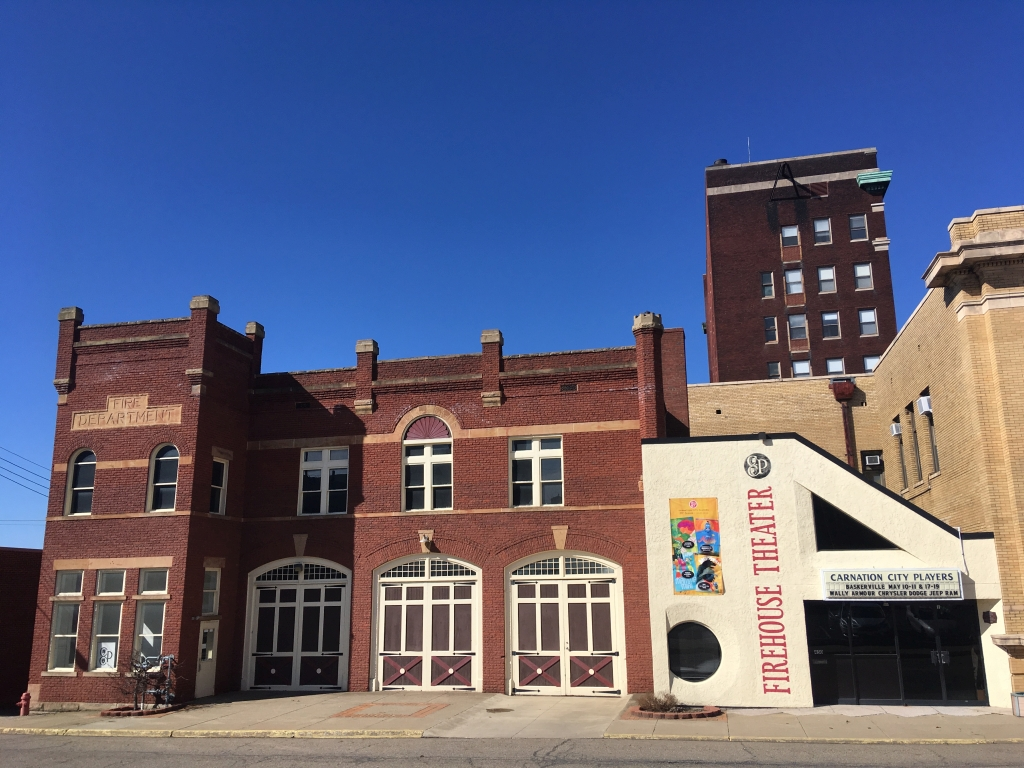 FIRE
DEPARTMENT
FIREHOUSE THEATER
CARNATION CITY PLAYERS
BASKERVILLE MAY 10-11 & 17-19
WALLY ARMOUR CHRYSLER DODGE JEEP RAM